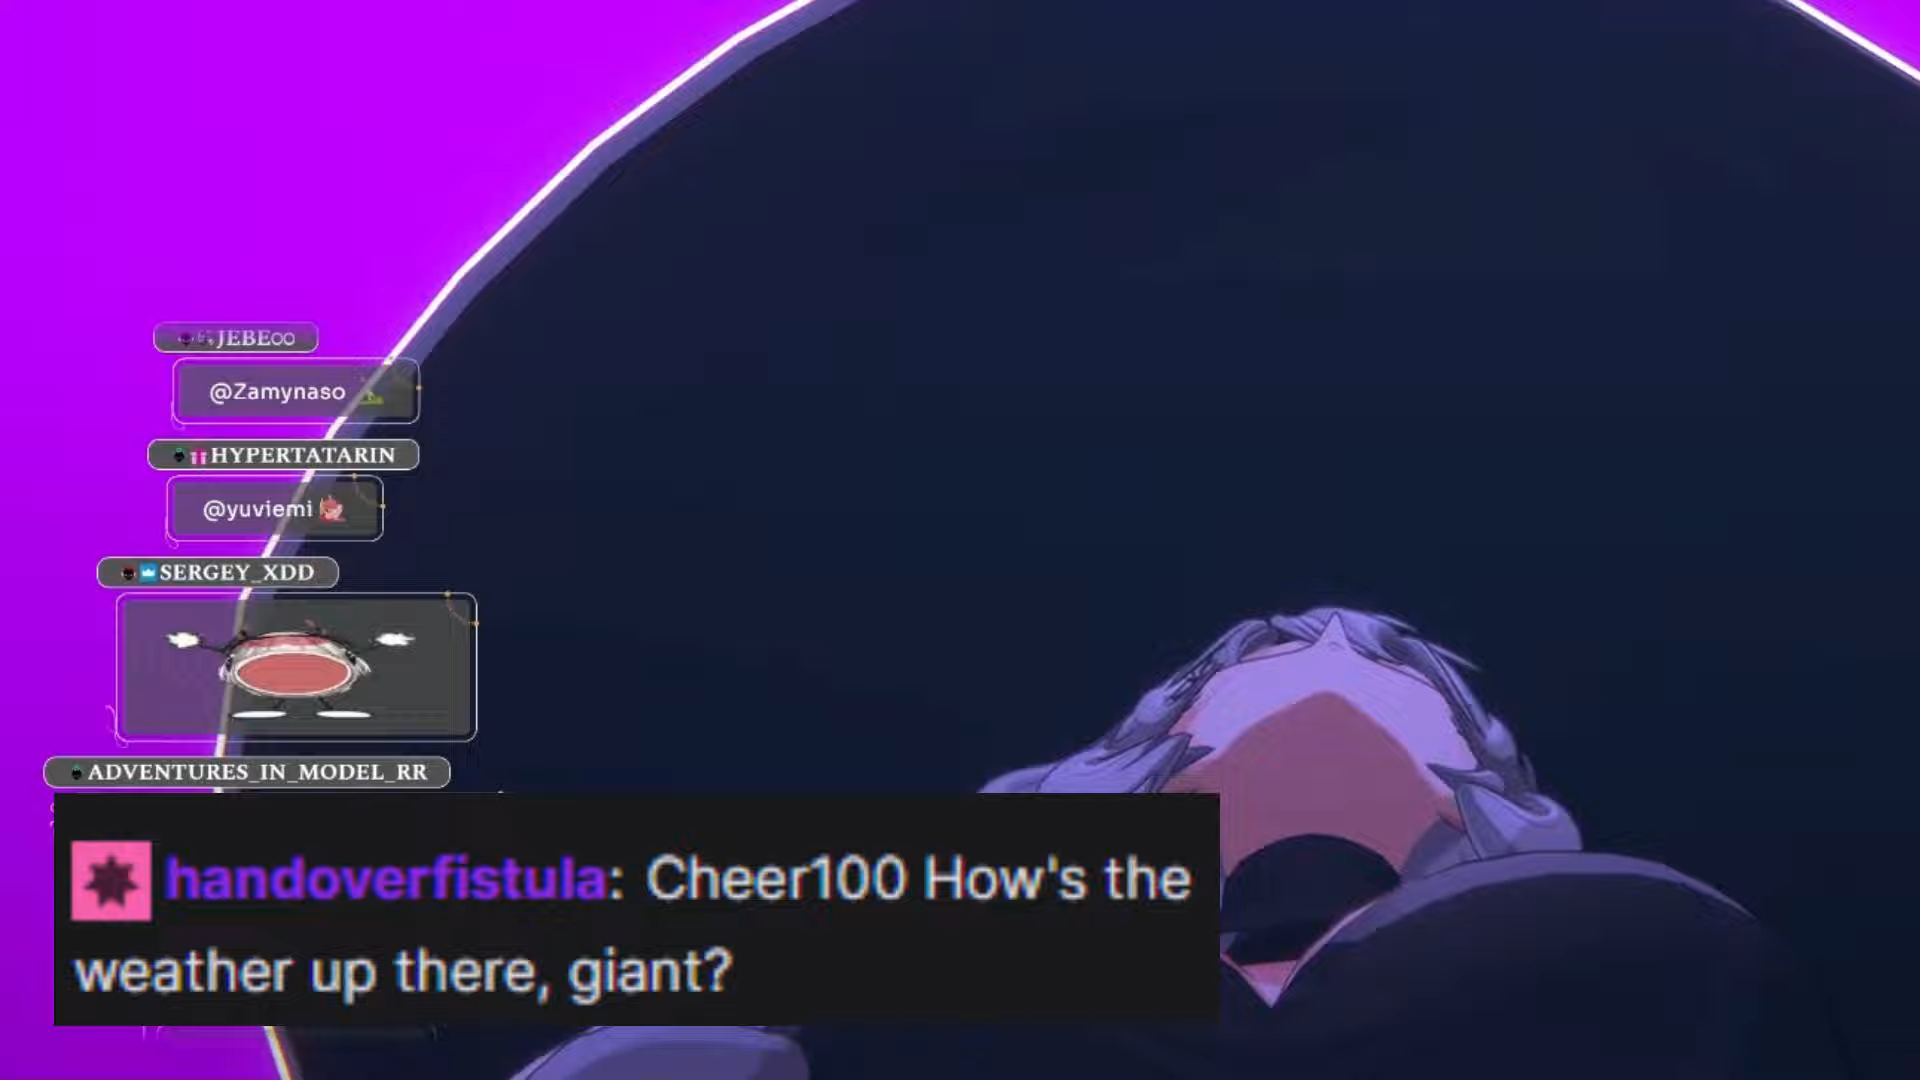 JEBEOO
@Zamynaso
HYPERTATARIN
@yuviemi
SERGEY_XDD
ADVENTURES_IN_MODEL_RR
handoverfistula: Cheer100 How's the
weather up there, giant?